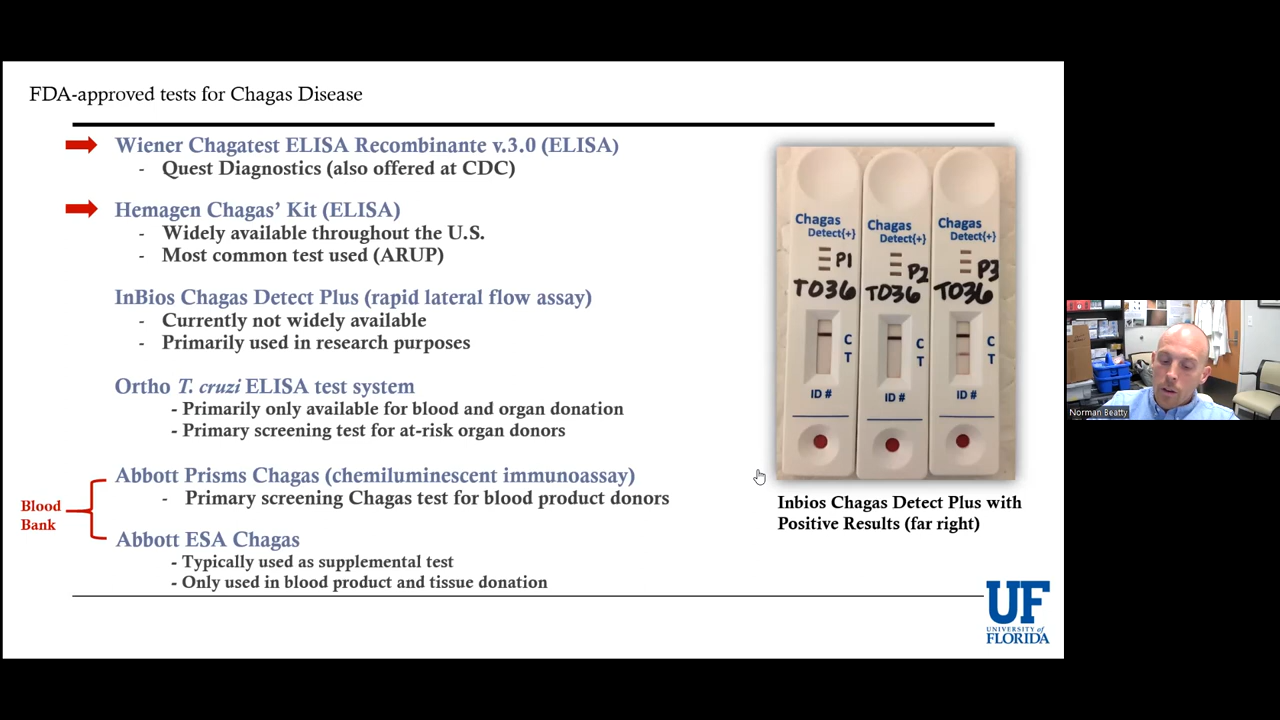 FDA-approved tests for Chagas Disease
Wiener Chagatest ELISA Recombinante v.3.0 (ELISA)
- Quest Diagnostics (also offered at CDC)
Hemagen Chagas' Kit (ELISA)
- Widely available throughout the U.S.
- Most common test used (ARUP)
InBios Chagas Detect Plus (rapid lateral flow assay)
- Currently not widely available
- Primarily used in research purposes
Ortho T. cruzi ELISA test system
- Primarily only available for blood and organ donation
- Primary screening test for at-risk organ donors
Abbott Prisms Chagas (chemiluminescent immunoassay)
- Primary screening Chagas test for blood product donors
Blood
Bank
Abbott ESA Chagas
- Typically used as supplemental test
- Only used in blood product and tissue donation
Chagas
Detect{+}
P1
T036
C
T
ID #
Chagas
Detect{+}
P2
T036
C
T
ID #
Chagas
Detect{+}
P3
T036
C
T
ID #
Inbios Chagas Detect Plus with
Positive Results (far right)
UF
UNIVERSITY of
FLORIDA
Norman Beatty